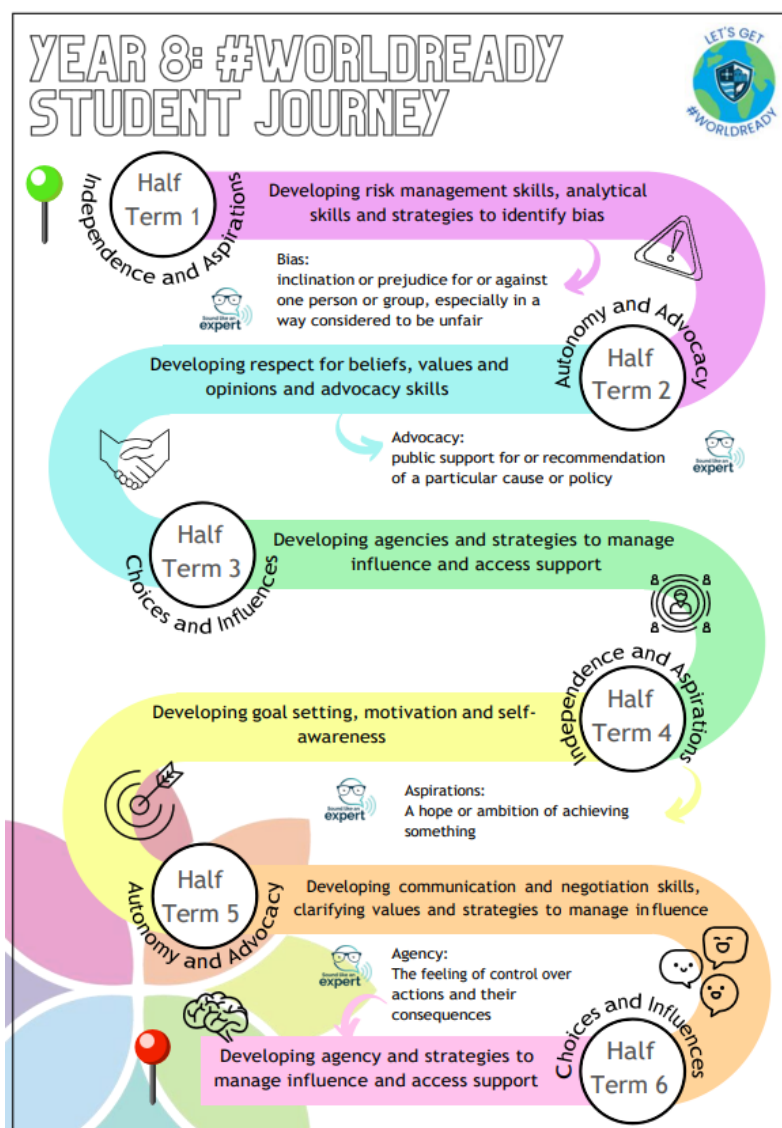 YEAR 8: #WORLDREADY
STUDENT JOURNEY
LET'S GET
#WORLDREADY
Half
Term 1
Independence and Aspirations
Developing risk management skills, analytical
skills and strategies to identify bias
Bias:
inclination or prejudice for or against
one person or group, especially in a
way considered to be unfair
Sound like an
expert
Autonomy and Advocacy
Half
Term 2
Developing respect for beliefs, values and
opinions and advocacy skills
Advocacy:
public support for or recommendation
of a particular cause or policy
Sound like an
expert
Half
Term 3
Choices and Influences
Developing agencies and strategies to manage
influence and access support
Independence and Aspirations
Half
Term 4
Developing goal setting, motivation and self-
awareness
Aspirations:
A hope or ambition of achieving
something
Sound like an
expert
Half
Term 5
Autonomy and Advocacy
Developing communication and negotiation skills,
clarifying values and strategies to manage influence
Agency:
The feeling of control over
actions and their
consequences
Sound like an
expert
Choices and Influences
Half
Term 6
Developing agency and strategies to
manage influence and access support